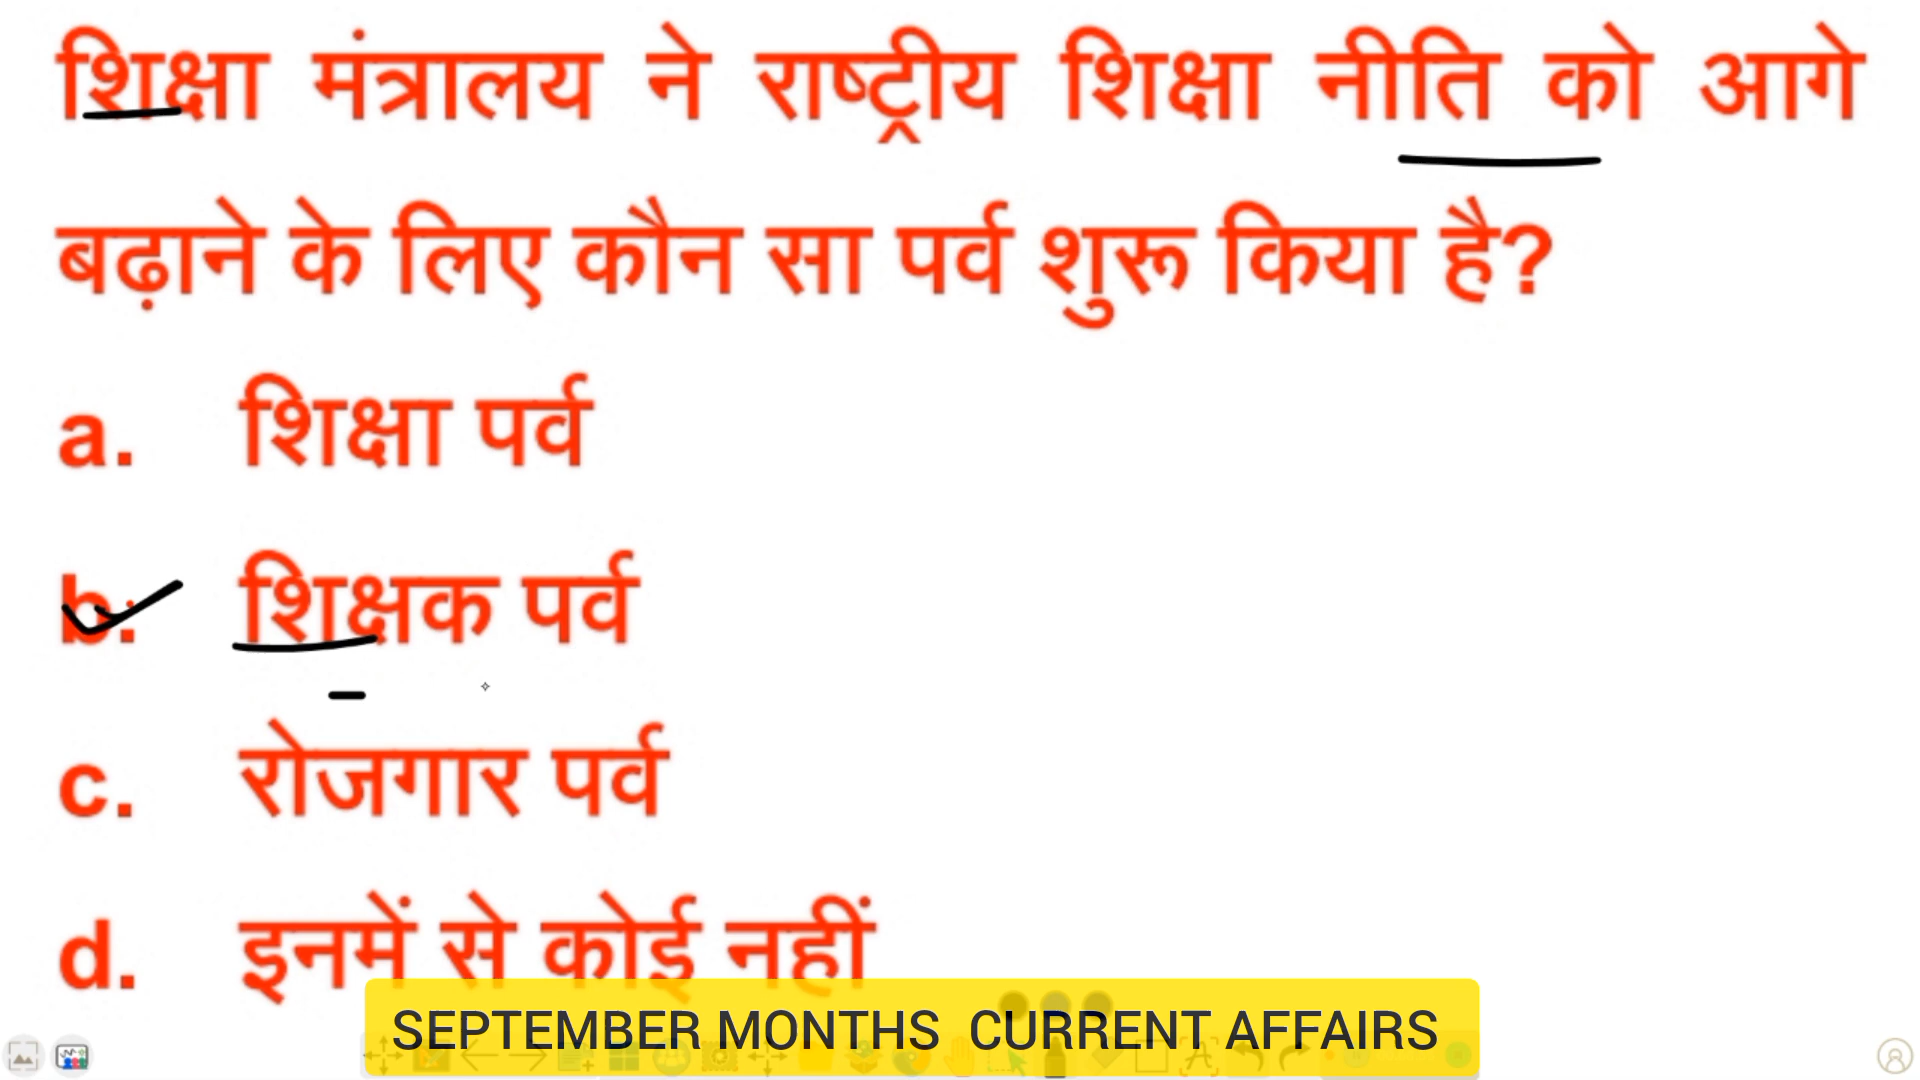 शिक्षा मंत्रालय ने राष्ट्रीय शिक्षा नीति को आगे
बढ़ाने के लिए कौन सा पर्व शुरू किया है?
a. शिक्षा पर्व
b. शिक्षक पर्व
c. रोजगार पर्व
d. इनमें से कोई नहीं
SEPTEMBER MONTHS CURRENT AFFAIRS